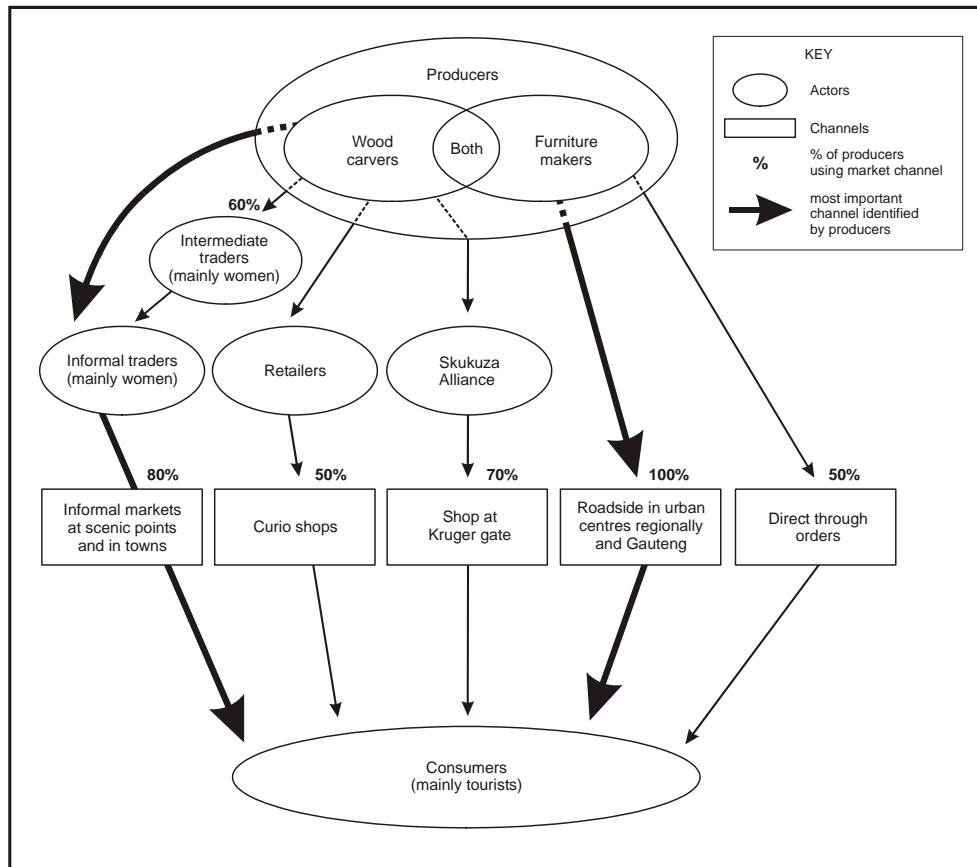 Producers
Wood
carvers
Both
Furniture
makers
KEY
Actors
Channels
%
% of producers
using market channel
most important
channel identified
by producers
60%
Intermediate
traders
(mainly women)
Informal traders
(mainly women)
Retailers
Skukuza
Alliance
80%
50%
70%
100%
50%
Informal markets
at scenic points
and in towns
Curio shops
Shop at
Kruger gate
Roadside in urban
centres regionally
and Gauteng
Direct through
orders
Consumers
(mainly tourists)